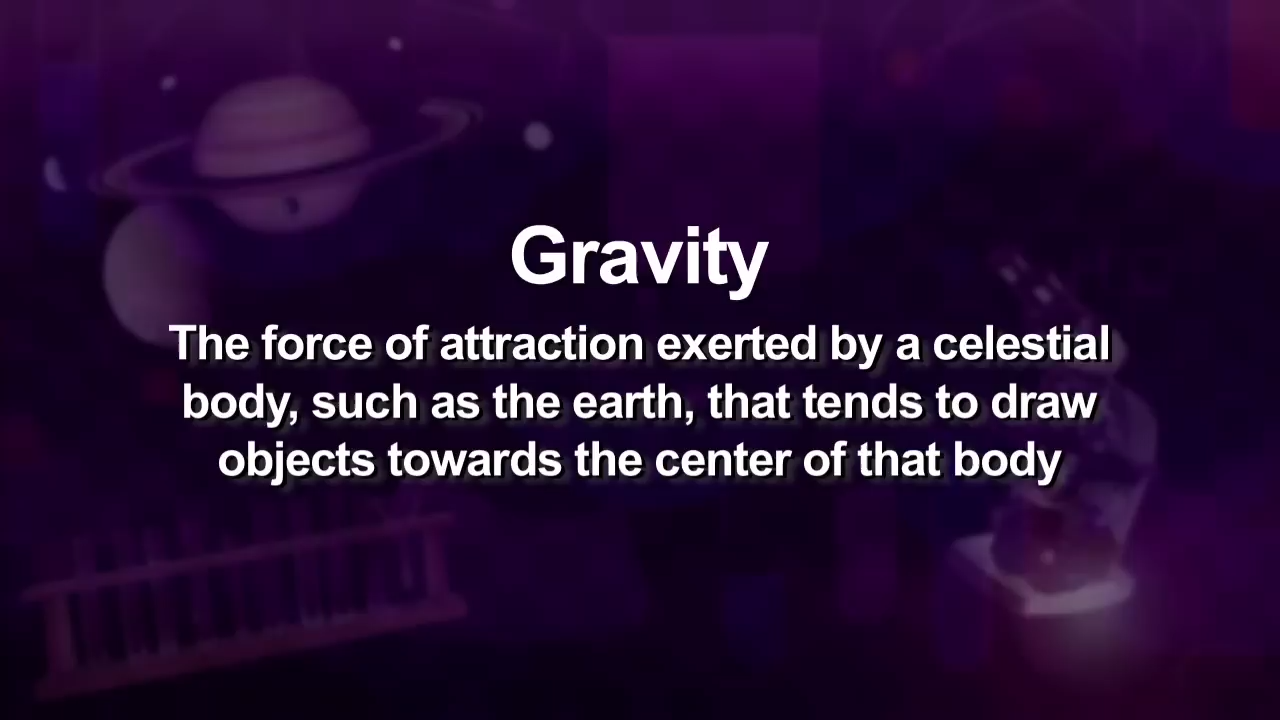 Gravity
The force of attraction exerted by a celestial
body, such as the earth, that tends to draw
objects towards the center of that body